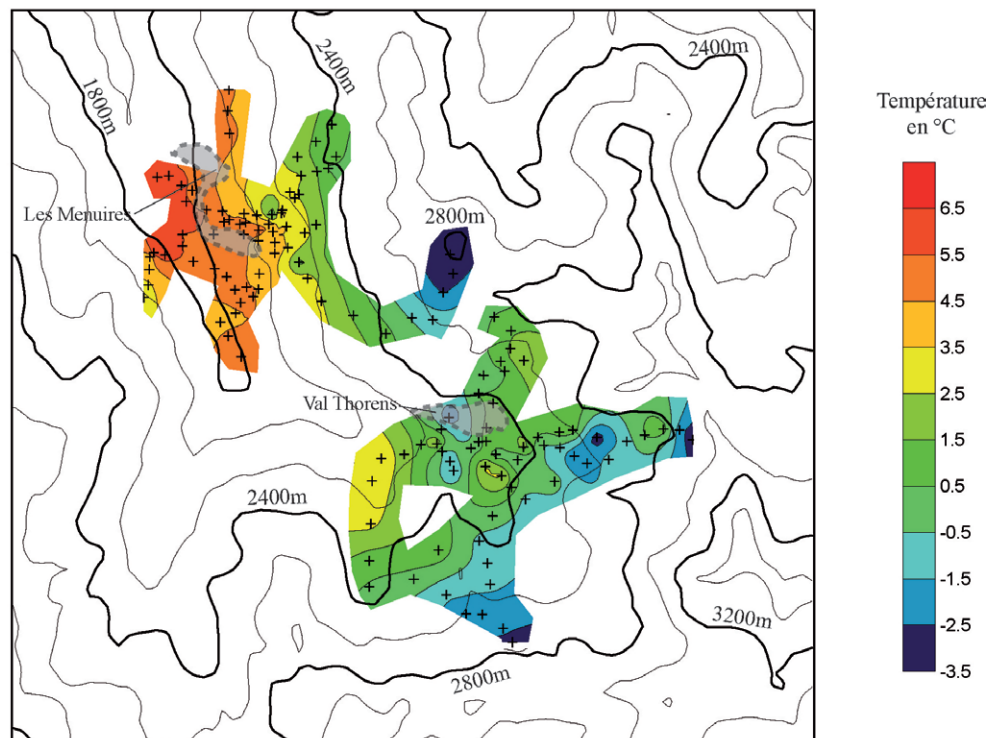 2400m
2400m
1800m
Température
en °C
Les Menuires
2800m
6.5
5.5
4.5
3.5
2.5
1.5
0.5
-0.5
-1.5
-2.5
-3.5
Val Thorens
2400m
3200m
2800m